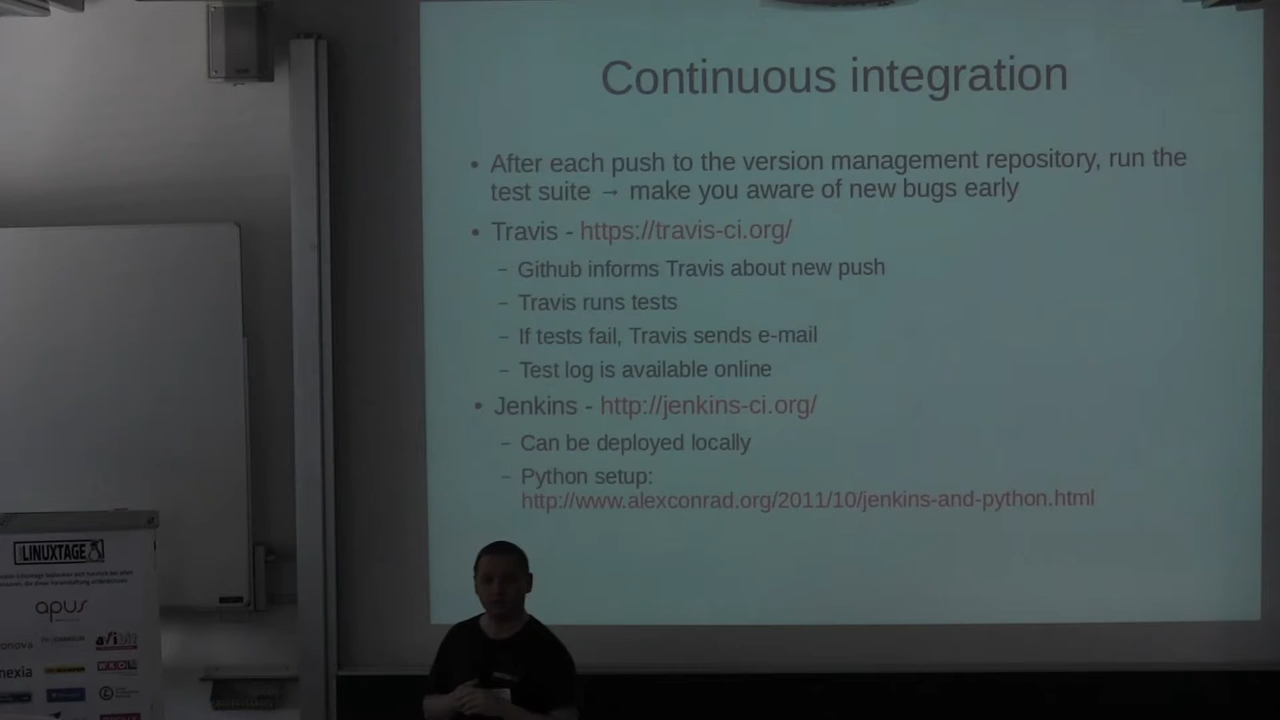 Continuous integration
• After each push to the version management repository, run the
test suite → make you aware of new bugs early
• Travis - https://travis-ci.org/
– Github informs Travis about new push
– Travis runs tests
– If tests fail, Travis sends e-mail
– Test log is available online
• Jenkins - http://jenkins-ci.org/
– Can be deployed locally
– Python setup:
http://www.alexconrad.org/2011/10/jenkins-and-python.html
LINUXTAGE
apus